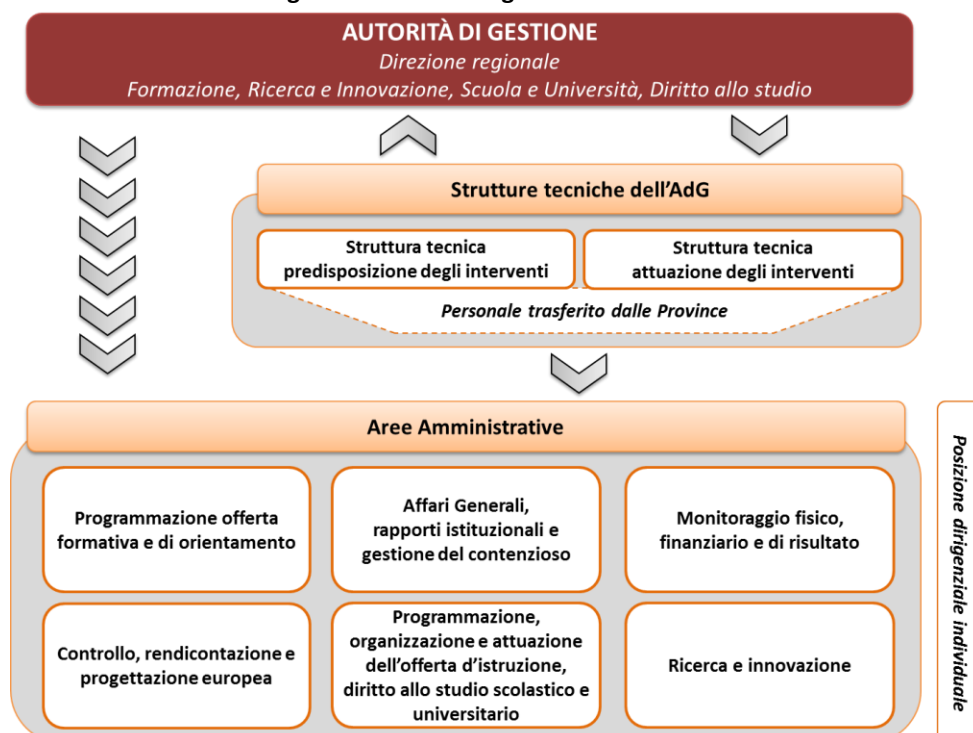 AUTORITÀ DI GESTIONE
Direzione regionale
Formazione, Ricerca e Innovazione, Scuola e Università, Diritto allo studio
Strutture tecniche dell'AdG
Struttura tecnica
predisposizione degli interventi
Struttura tecnica
attuazione degli interventi
Personale trasferito dalle Province
Aree Amministrative
Programmazione offerta
formativa e di orientamento
Affari Generali,
rapporti istituzionali e
gestione del contenzioso
Monitoraggio fisico,
finanziario e di risultato
Controllo, rendicontazione e
progettazione europea
Programmazione,
organizzazione e attuazione
dell'offerta d'istruzione,
diritto allo studio scolastico e
universitario
Ricerca e innovazione
Posizione dirigenziale individuale